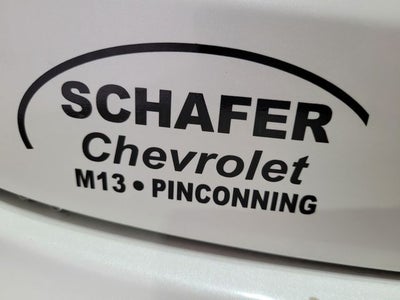 SCHAFER
Chevrolet
M13 • PINCONNING